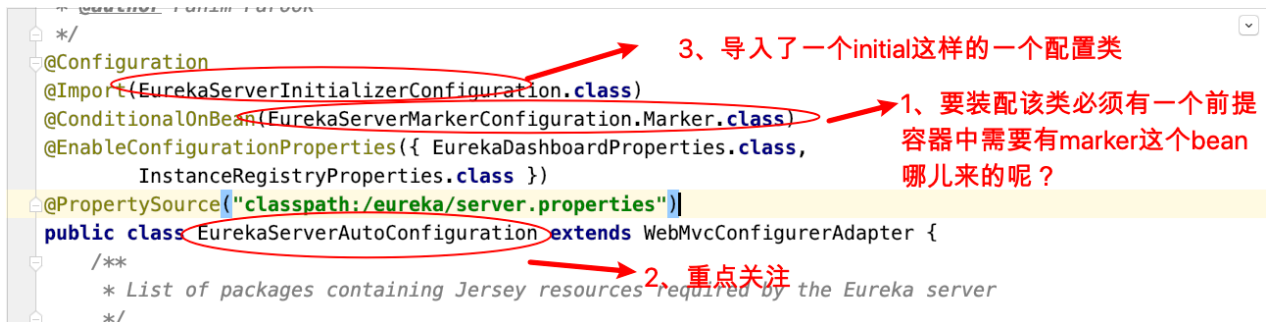 * @author Fahim Farook
*/
@Configuration
3、导入了一个initial这样的一个配置类
@Import(EurekaServerInitializerConfiguration.class)
@ConditionalOnBean(EurekaServerMarkerConfiguration.Marker.class)
1、要装配该类必须有一个前提
容器中需要有marker这个bean
哪儿来的呢？
@EnableConfigurationProperties({ EurekaDashboardProperties.class,
InstanceRegistryProperties.class })
@PropertySource("classpath:/eureka/server.properties")
public class EurekaServerAutoConfiguration extends WebMvcConfigurerAdapter {
/**
2、重点关注
* List of packages containing Jersey resources required by the Eureka server
*/